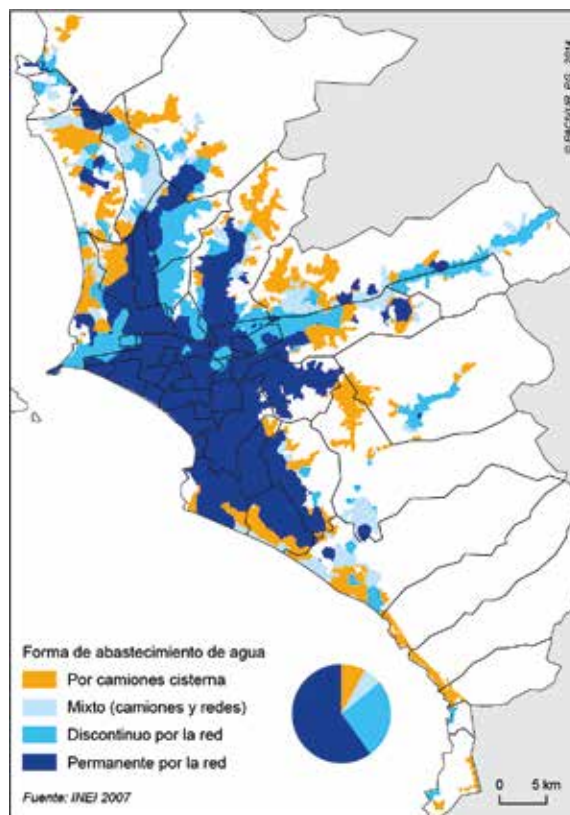 Forma de abastecimiento de agua
Por camiones cisterna
Mixto (camiones y redes)
Discontinuo por la red
Permanente por la red
Fuente: INEI 2007
0 5 km